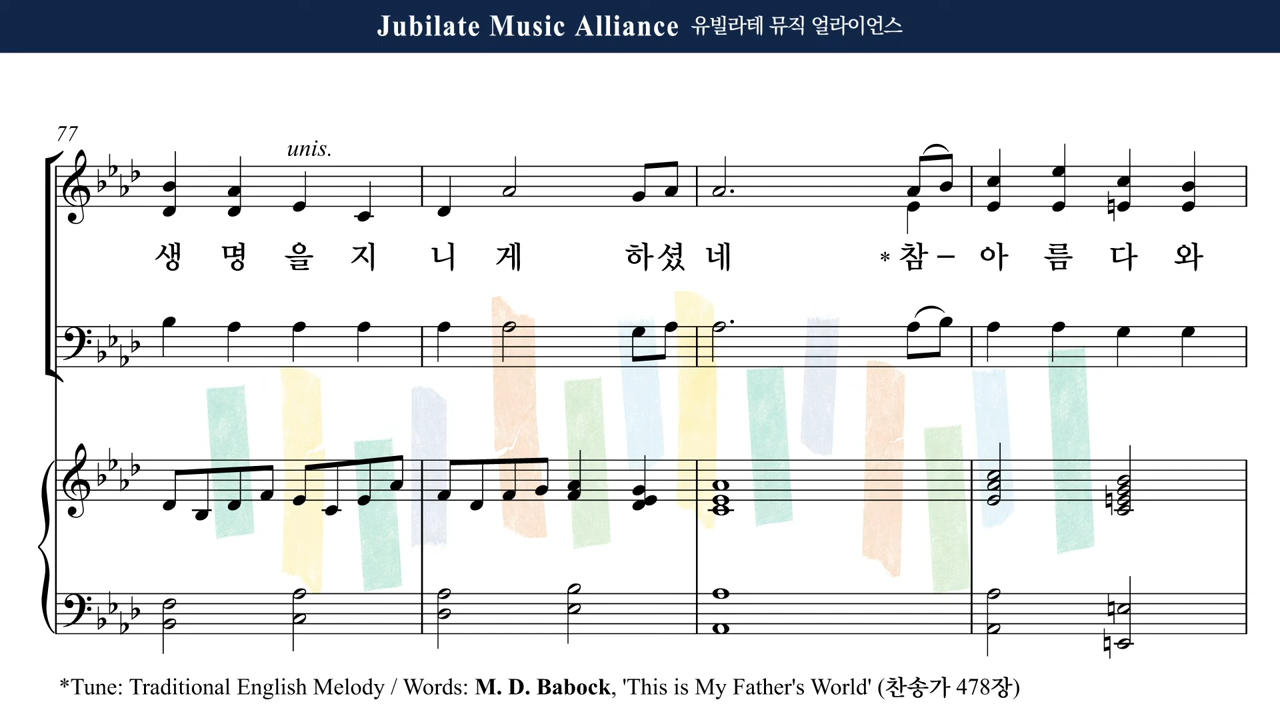 Jubilate Music Alliance 유빌라테 뮤직 얼라이언스
77
unis.
생 명 을 지 니 게 하셨 네 * 참 – 아 름 다 와
*Tune: Traditional English Melody / Words: M. D. Babock, 'This is My Father's World' (찬송가 478장)